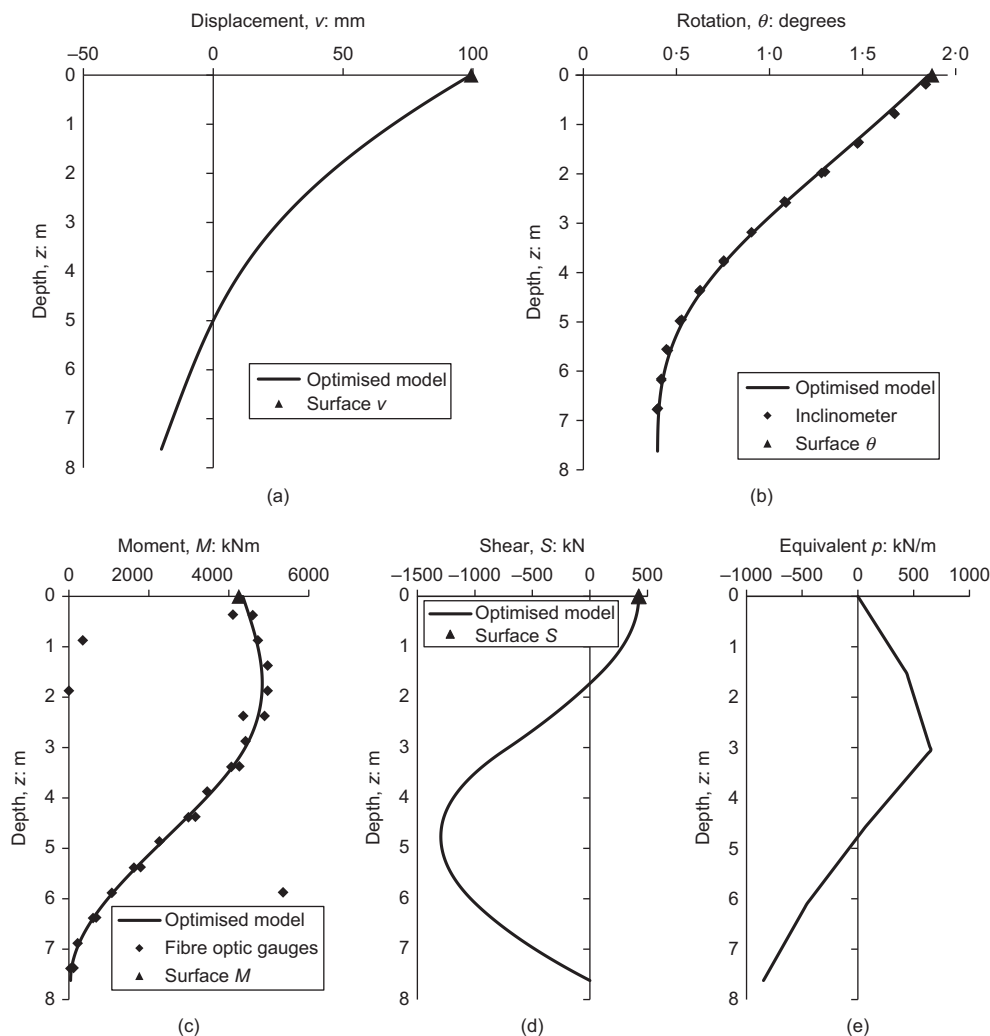 Displacement, v: mm
–50 0 50 100
0
1
2
3
4
5
6
7
8
Depth, z: m
Optimised model
Surface v
(a)
Rotation, θ: degrees
0 0·5 1·0 1·5 2·0
0
1
2
3
4
5
6
7
8
Depth, z: m
Optimised model
Inclinometer
Surface θ
(b)
Moment, M: kNm
0 2000 4000 6000
0
1
2
3
4
5
6
7
8
Depth, z: m
Optimised model
Fibre optic gauges
Surface M
(c)
Shear, S: kN
–1500 –1000 –500 0 500
0
1
2
3
4
5
6
7
8
Depth, z: m
Optimised model
Surface S
(d)
Equivalent p: kN/m
–1000 –500 0 500 1000
0
1
2
3
4
5
6
7
8
Depth, z: m
(e)